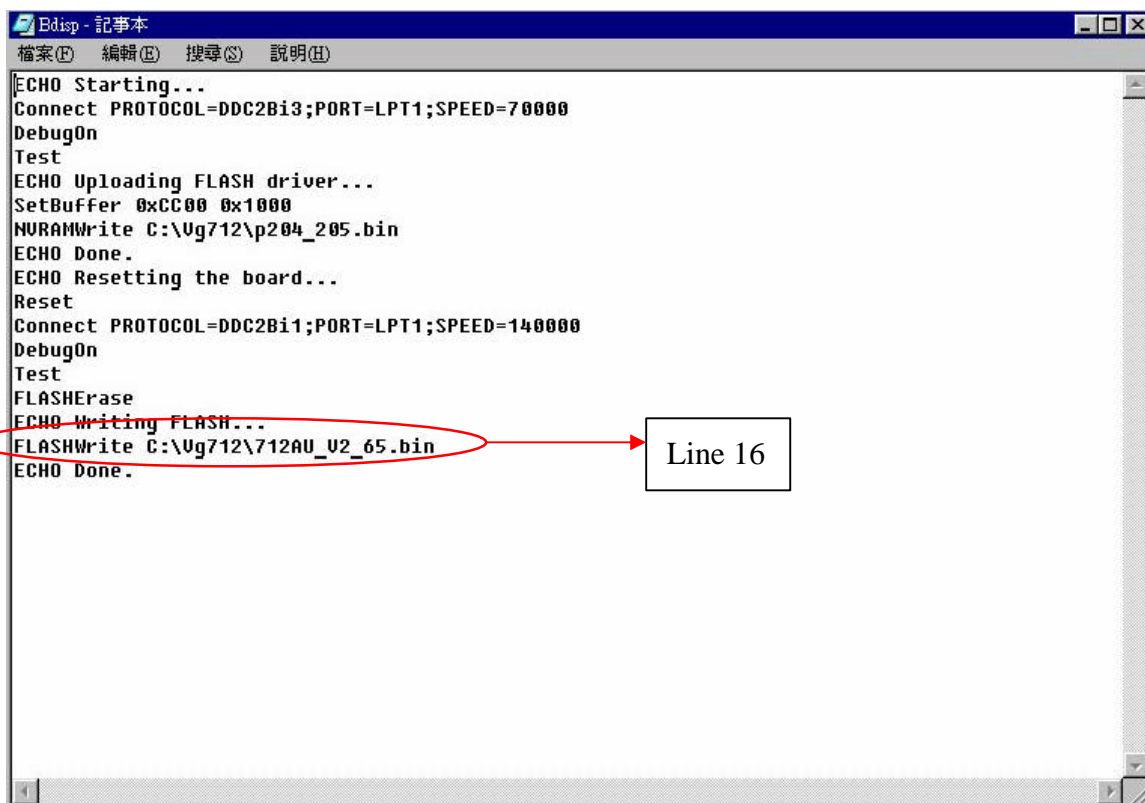 Bdisp - 記事本
檔案(F) 編輯(E) 搜尋(S) 說明(H)
ECHO Starting...
Connect PROTOCOL=DDC2Bi3;PORT=LPT1;SPEED=70000
DebugOn
Test
ECHO Uploading FLASH driver...
SetBuffer 0xCC00 0x1000
NVRAMWrite C:\Vg712\p204_205.bin
ECHO Done.
ECHO Resetting the board...
Reset
Connect PROTOCOL=DDC2Bi1;PORT=LPT1;SPEED=140000
DebugOn
Test
FLASHErase
ECHO Writing FLASH...
FLASHWrite C:\Vg712\712AU_V2_65.bin
Line 16
ECHO Done.